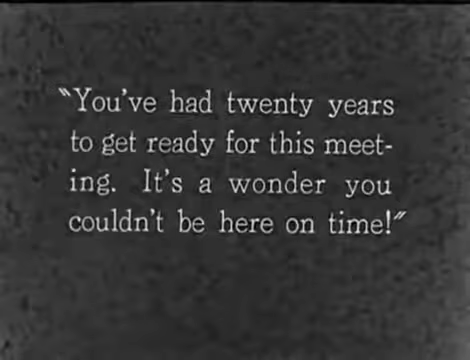 "You've had twenty years
to get ready for this meet-
ing. It's a wonder you
couldn't be here on time!"